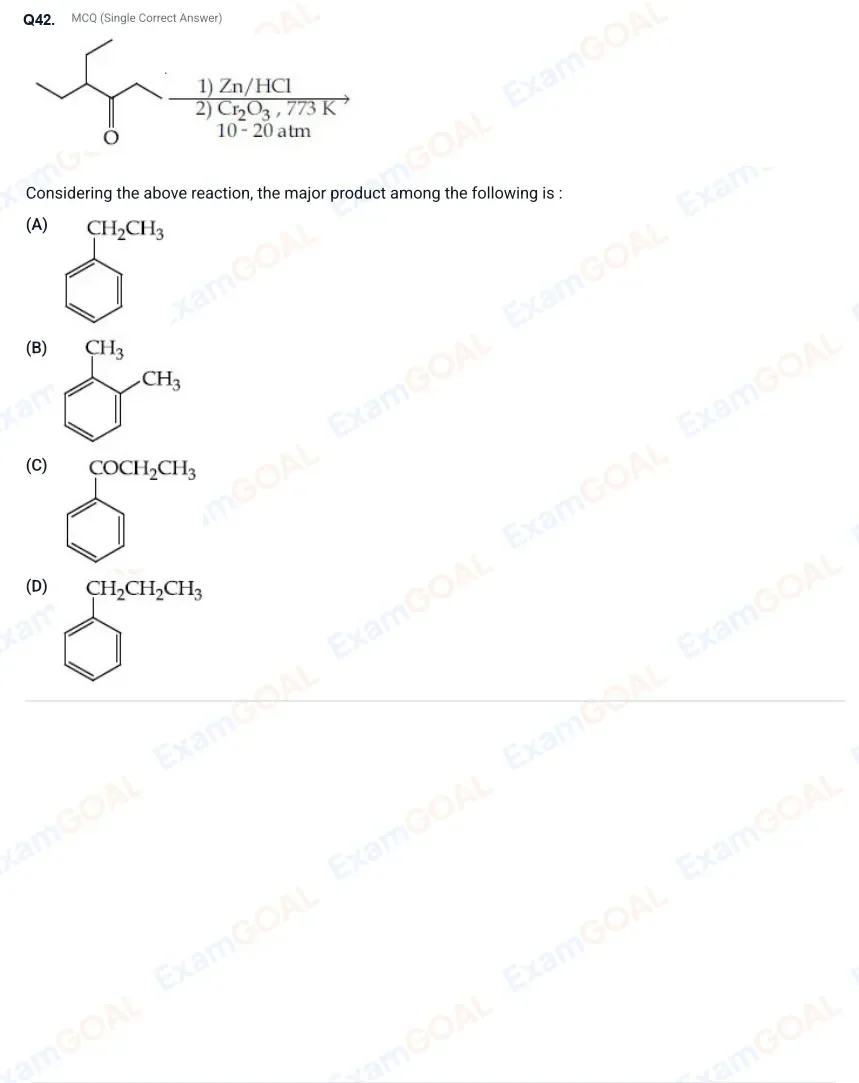 Q42. MCQ (Single Correct Answer)
1) Zn/HCl
2) Cr₂O₃ , 773 K
10 - 20 atm
O
Considering the above reaction, the major product among the following is :
(A) CH₂CH₃
(B) CH₃
CH₃
(C) COCH₂CH₃
(D) CH₂CH₂CH₃
ExamGOAL